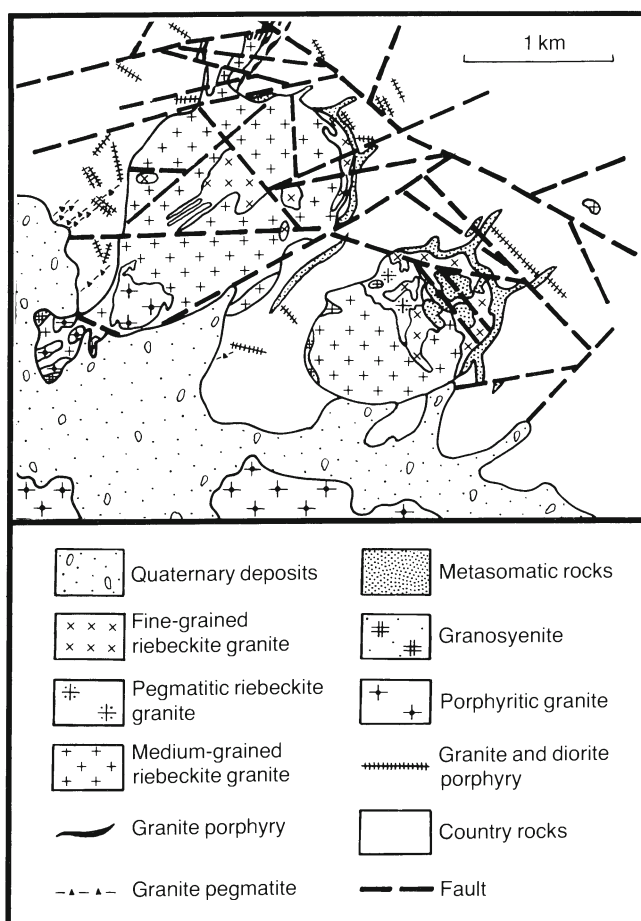 1 km
Quaternary deposits
Metasomatic rocks
Fine-grained
riebeckite granite
Granosyenite
Pegmatitic riebeckite
granite
Porphyritic granite
Medium-grained
riebeckite granite
Granite and diorite
porphyry
Granite porphyry
Country rocks
Granite pegmatite
Fault